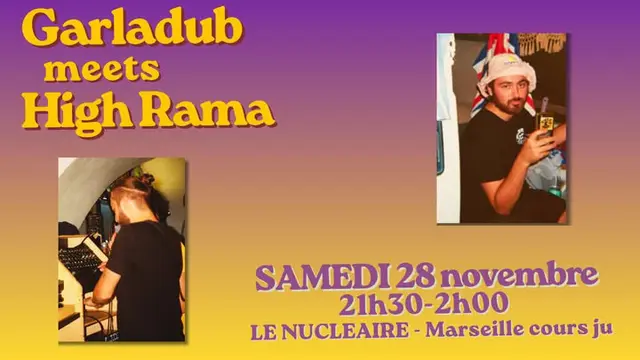 Garladub
meets
High Rama
SAMEDI 28 novembre
21h30-2h00
LE NUCLEAIRE - Marseille cours ju